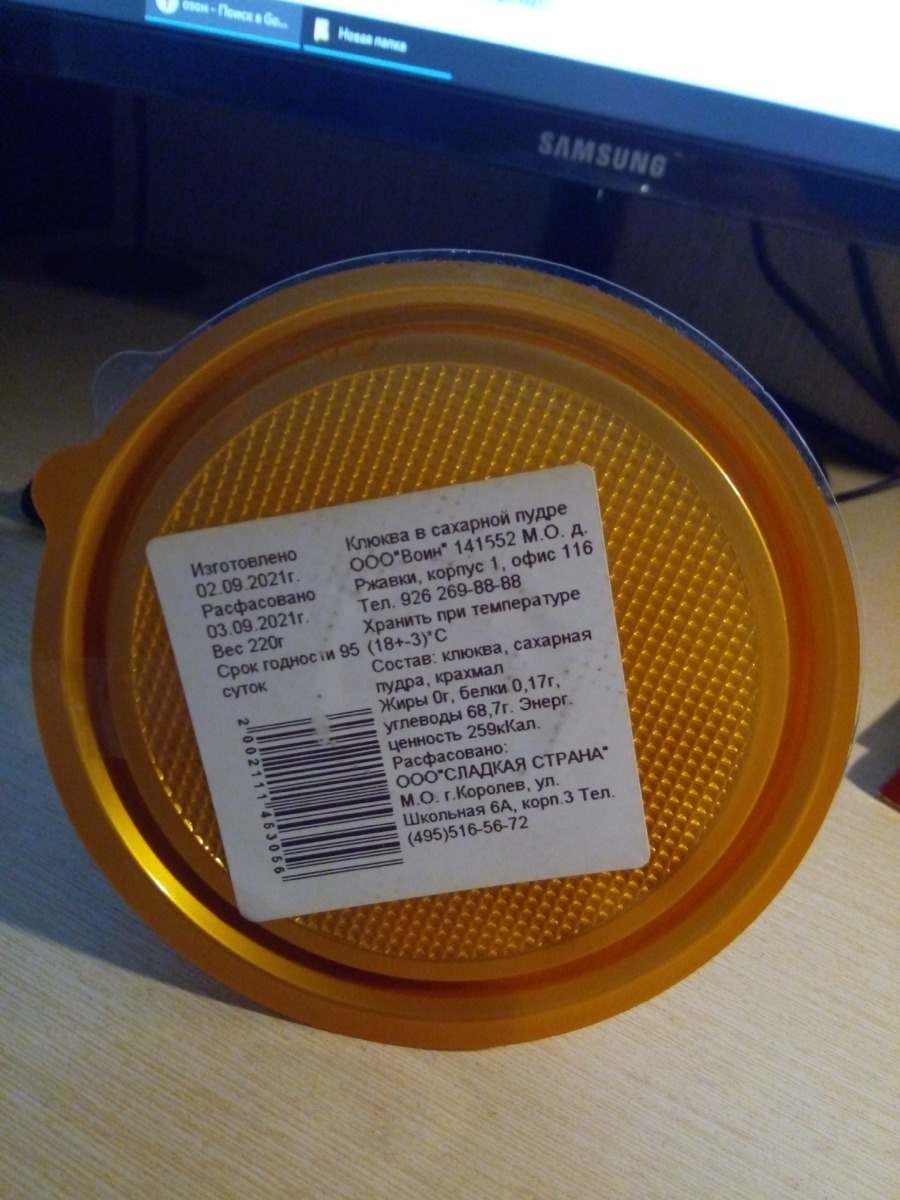 озон - Поиск в Go...
Новая папка
SAMSUNG
Изготовлено
02.09.2021г.
Расфасовано
03.09.2021г.
Вес 220г
Срок годности 95
суток
Клюква в сахарной пудре
ООО"Воин" 141552 М.О. д.
Ржавки, корпус 1, офис 116
Тел. 926 269-88-88
Хранить при температуре
(18+-3)*С
Состав: клюква, сахарная
пудра, крахмал
Жиры 0г, белки 0,17г,
углеводы 68,7г. Энерг.
ценность 259кКал.
Расфасовано:
ООО"СЛАДКАЯ СТРАНА"
М.О. г.Королев, ул.
Школьная 6А, корп.3 Тел.
(495)516-56-72
2002111463056